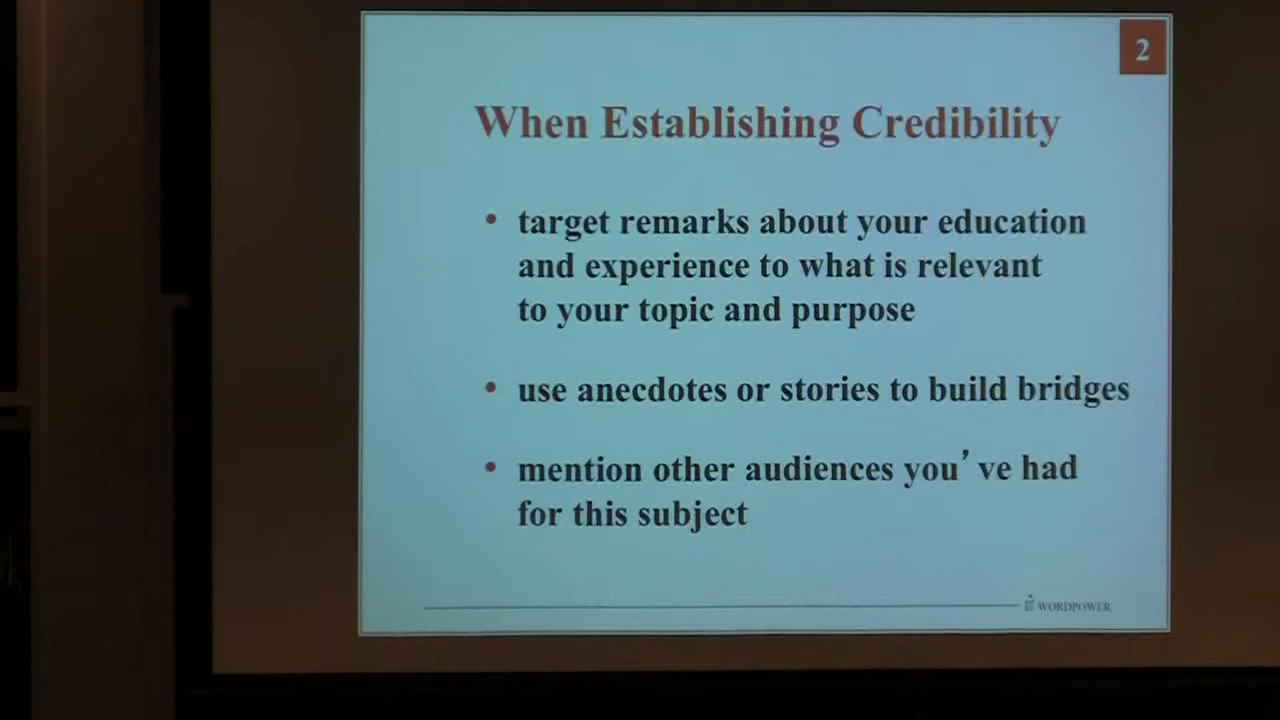 2
When Establishing Credibility
• target remarks about your education
and experience to what is relevant
to your topic and purpose
• use anecdotes or stories to build bridges
• mention other audiences you’ve had
for this subject
WORDPOWER